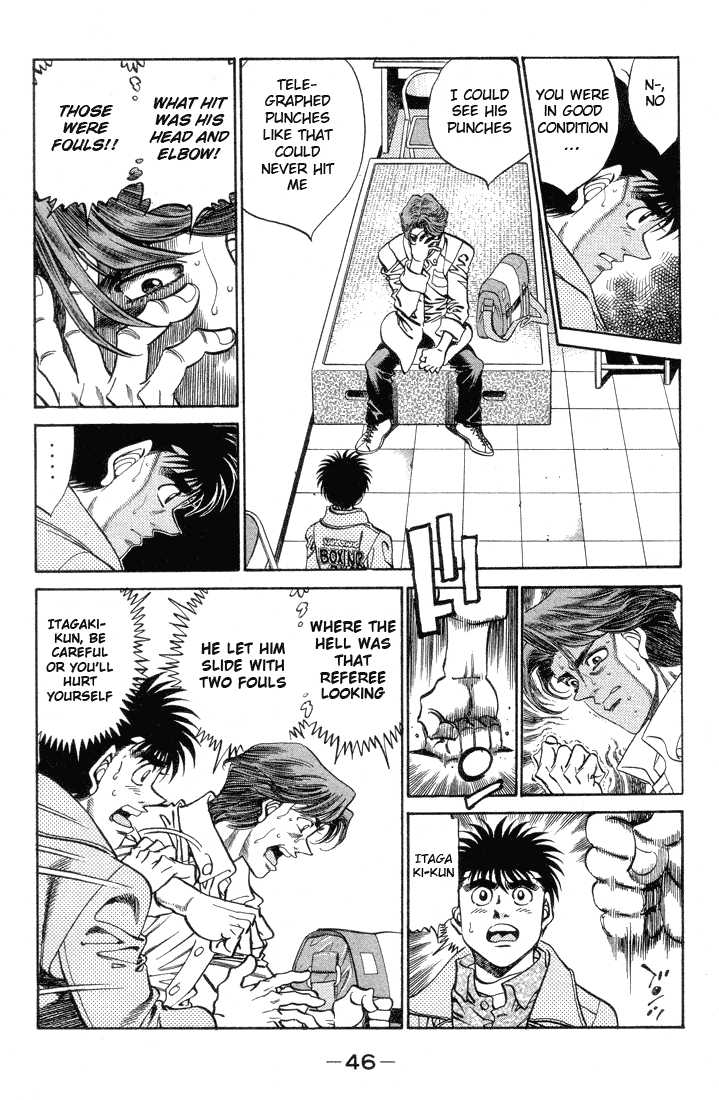 N-,
NO
YOU WERE
IN GOOD
CONDITION
...
I COULD
SEE HIS
PUNCHES
TELE-
GRAPHED
PUNCHES
LIKE THAT
COULD
NEVER HIT
ME
BOXING
WHAT HIT
WAS HIS
HEAD AND
ELBOW!
THOSE
WERE
FOULS!!
....
ドン
ITAGA
KI-KUN
WHERE THE
HELL WAS
THAT
REFEREE
LOOKING
HE LET HIM
SLIDE WITH
TWO FOULS
ITAGAKI-
KUN, BE
CAREFUL
OR YOU'LL
HURT
YOURSELF
—46—